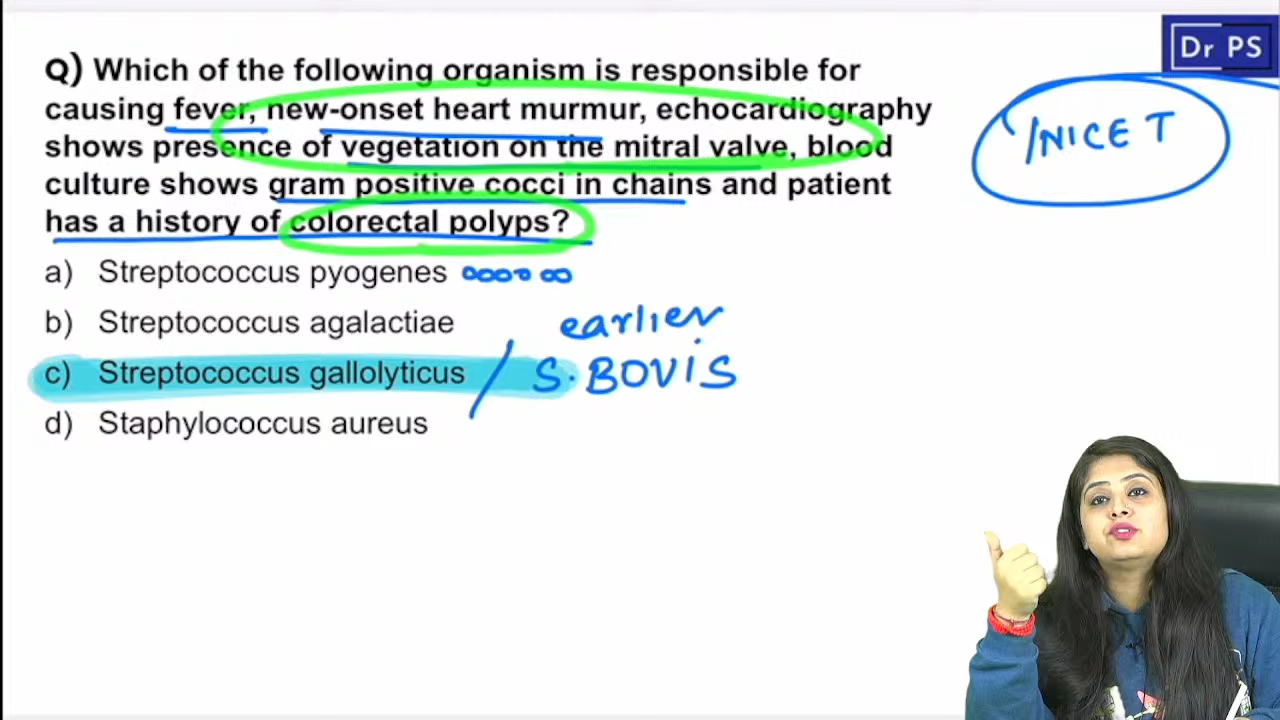 Dr PS
Q) Which of the following organism is responsible for
causing fever, new-onset heart murmur, echocardiography
shows presence of vegetation on the mitral valve, blood
culture shows gram positive cocci in chains and patient
has a history of colorectal polyps?
/NICET
a) Streptococcus pyogenes
b) Streptococcus agalactiae
earlier
c) Streptococcus gallolyticus / S. BOVIS
d) Staphylococcus aureus